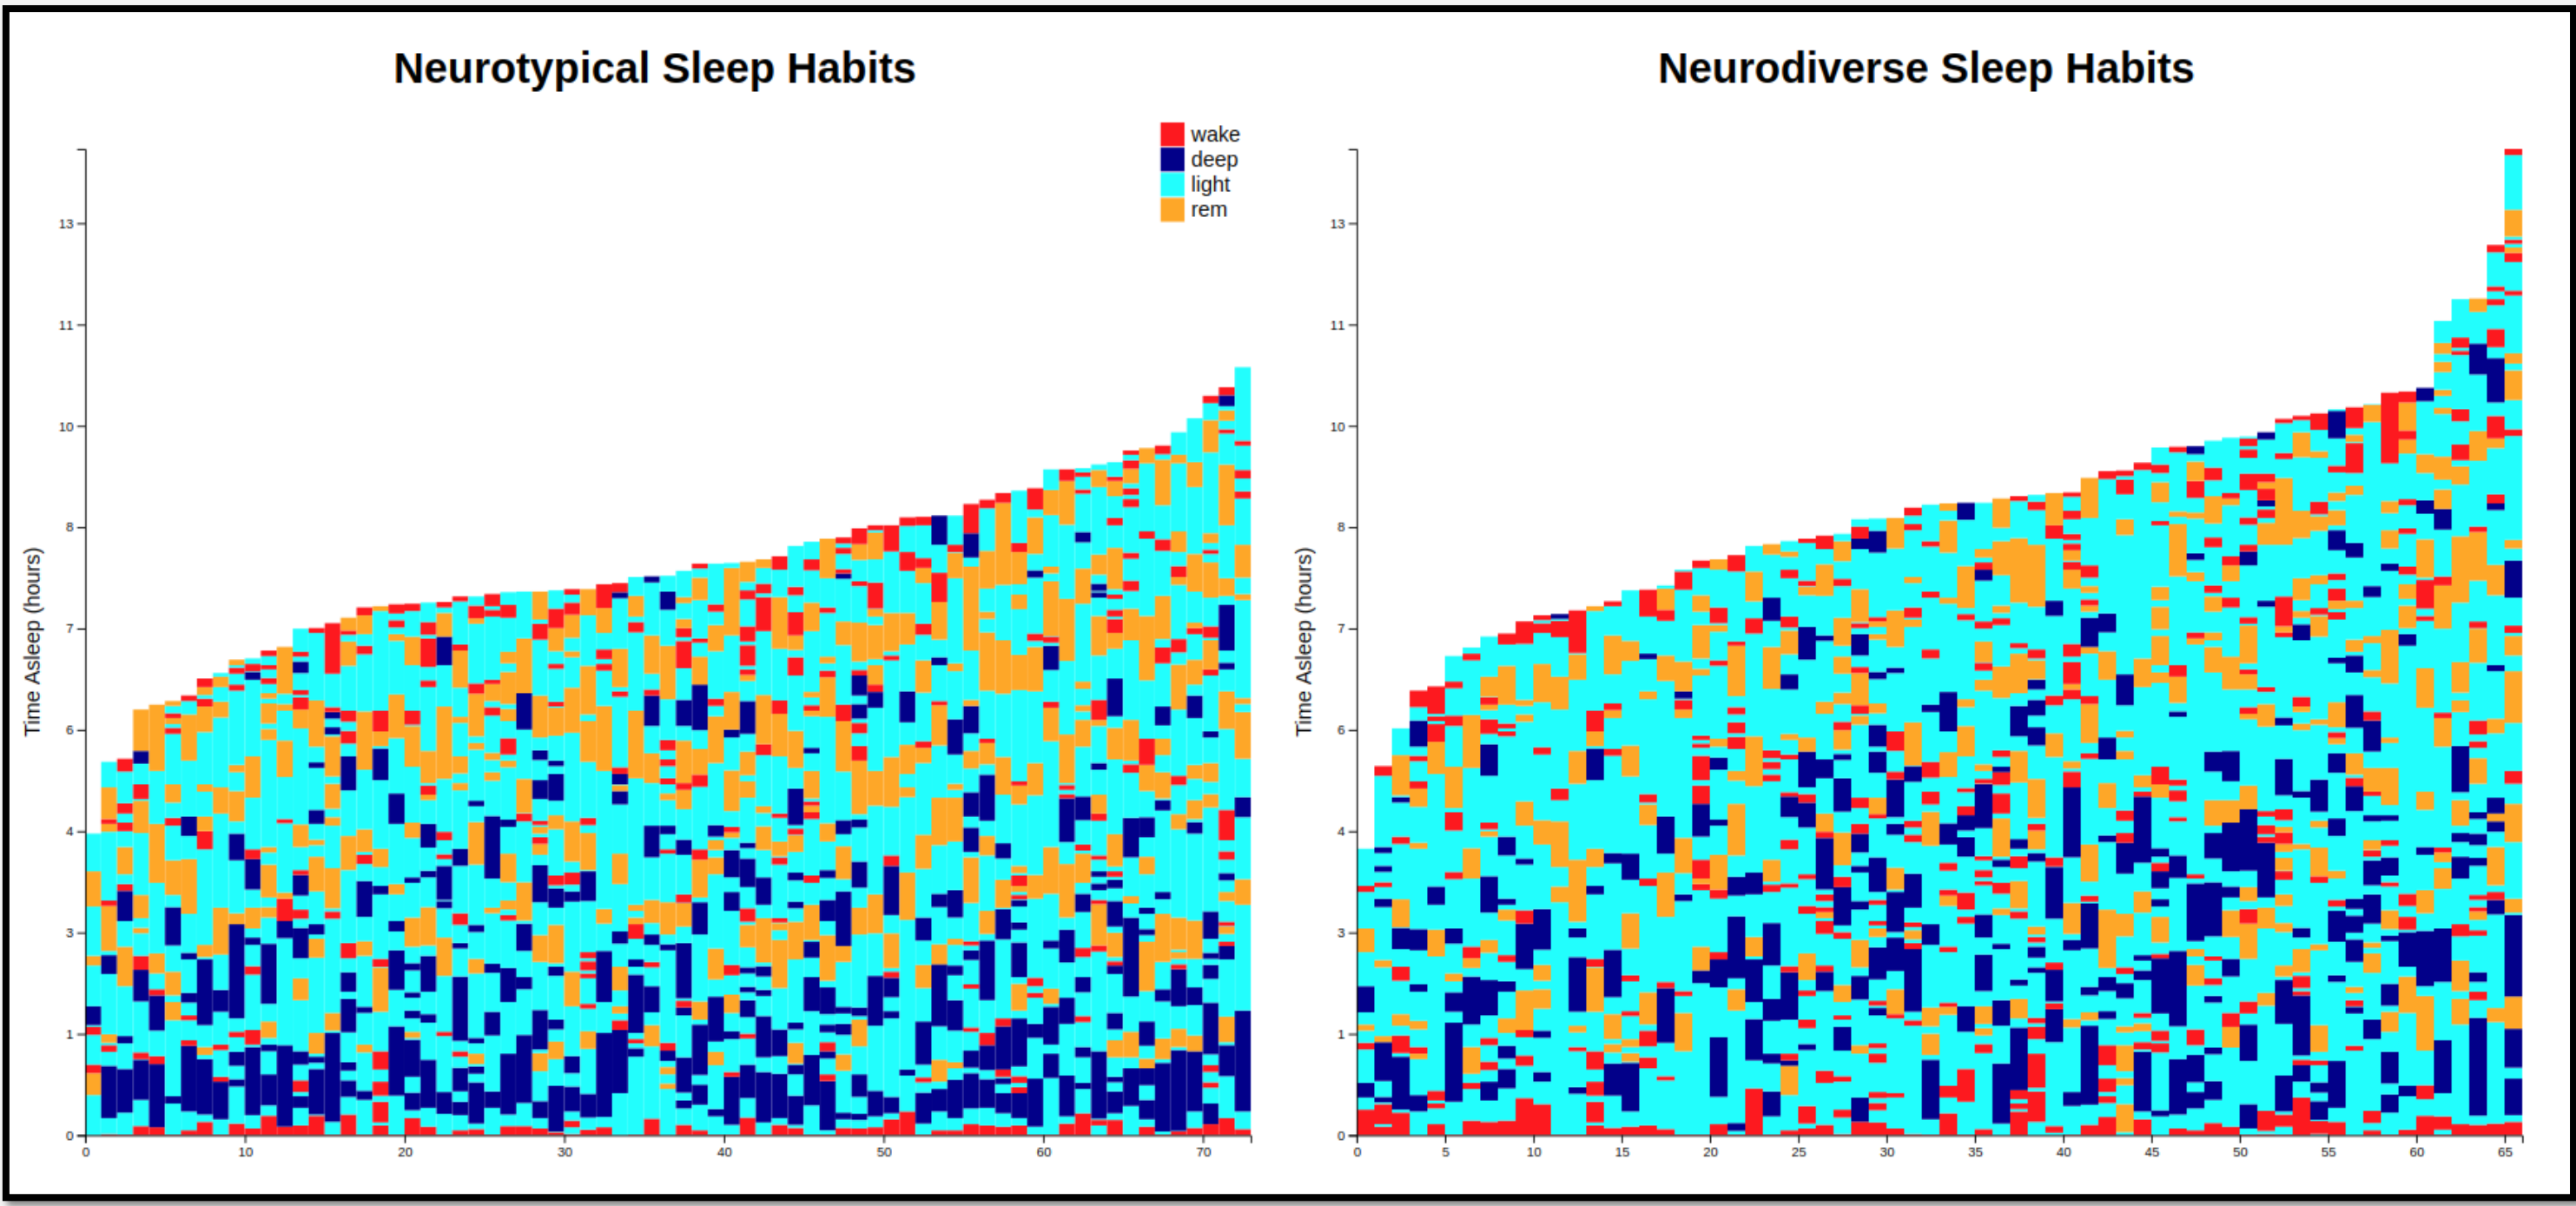 Neurotypical Sleep Habits
wake
deep
light
rem
Time Asleep (hours)
13
11
10
8
7
6
4
3
1
0
0 10 20 30 40 50 60 70
Neurodiverse Sleep Habits
Time Asleep (hours)
13
11
10
8
7
6
4
3
1
0
0 5 10 15 20 25 30 35 40 45 50 55 60 65